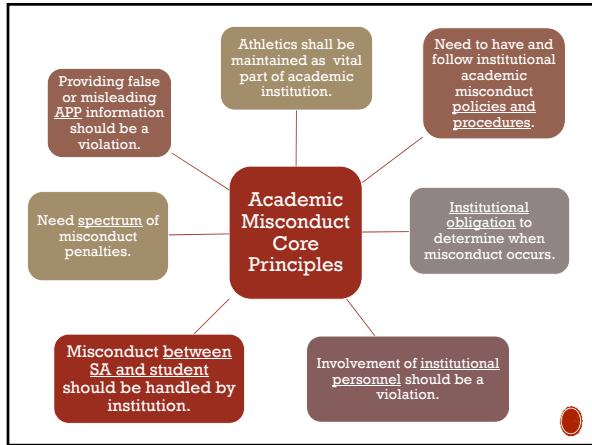 Athletics shall be
maintained as vital
part of academic
institution.
Need to have and
follow institutional
academic
misconduct
policies and
procedures.
Institutional
obligation to
determine when
misconduct occurs.
Involvement of institutional
personnel should be a
violation.
Misconduct between
SA and student
should be handled by
institution.
Need spectrum of
misconduct
penalties.
Providing false
or misleading
APP information
should be a
violation.
Academic
Misconduct
Core
Principles